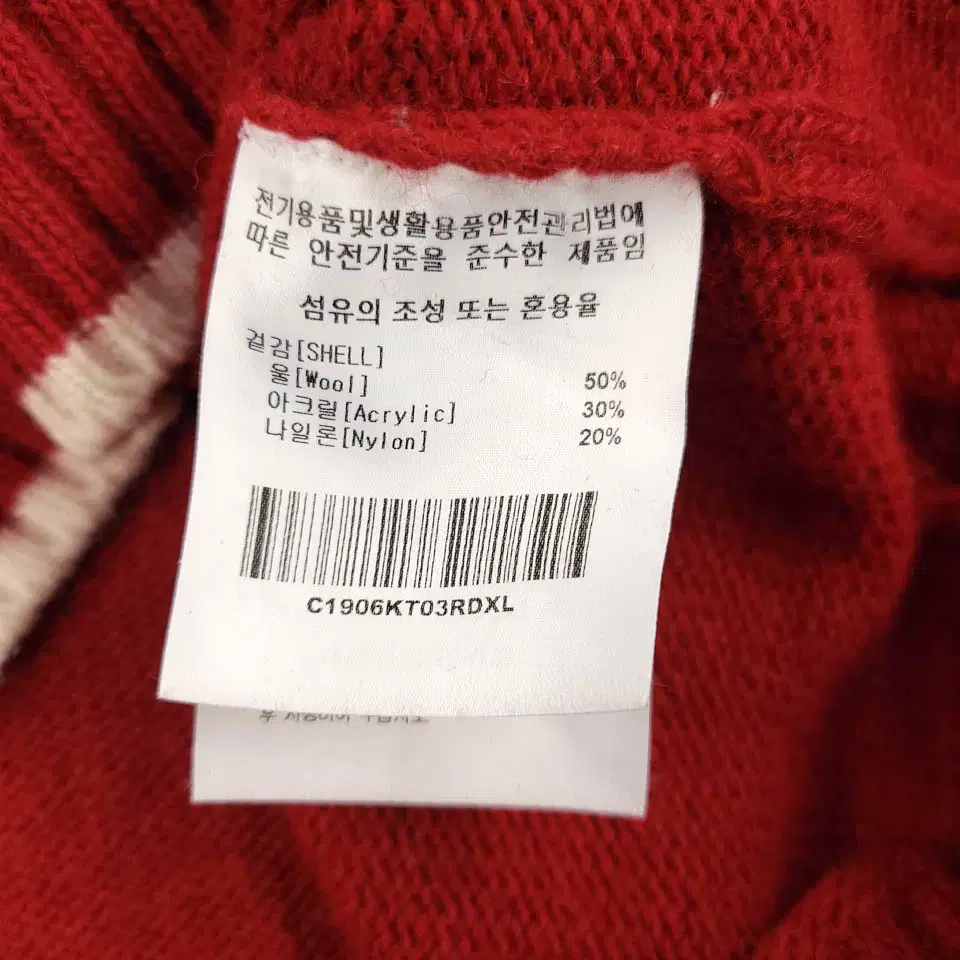 전기용품및생활용품안전관리법에
따른 안전기준을 준수한 제품임
섬유의 조성 또는 혼용율
겉감[SHELL]
울[Wool] 50%
아크릴[Acrylic] 30%
나일론[Nylon] 20%
C1906KT03RDXL